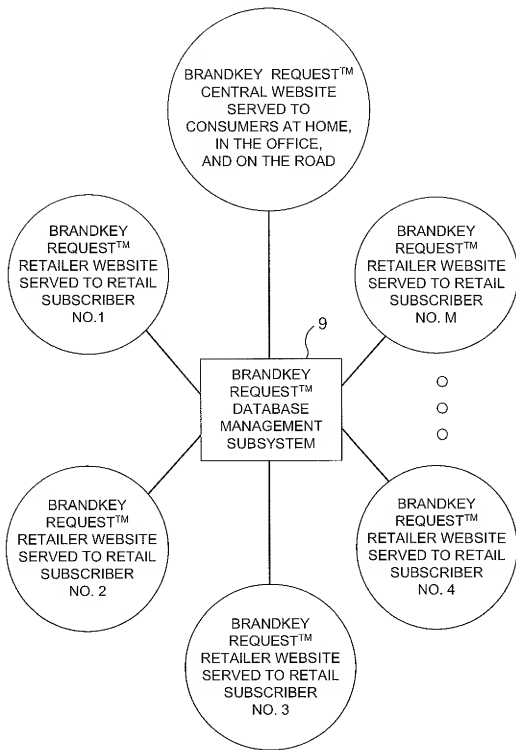 BRANDKEY REQUEST™
CENTRAL WEBSITE
SERVED TO
CONSUMERS AT HOME,
IN THE OFFICE,
AND ON THE ROAD
BRANDKEY
REQUEST™
RETAILER WEBSITE
SERVED TO RETAIL
SUBSCRIBER
NO.1
BRANDKEY
REQUEST™
RETAILER WEBSITE
SERVED TO RETAIL
SUBSCRIBER
NO. M
9
BRANDKEY
REQUEST™
DATABASE
MANAGEMENT
SUBSYSTEM
BRANDKEY
REQUEST™
RETAILER WEBSITE
SERVED TO RETAIL
SUBSCRIBER
NO. 2
BRANDKEY
REQUEST™
RETAILER WEBSITE
SERVED TO RETAIL
SUBSCRIBER
NO. 4
BRANDKEY
REQUEST™
RETAILER WEBSITE
SERVED TO RETAIL
SUBSCRIBER
NO. 3